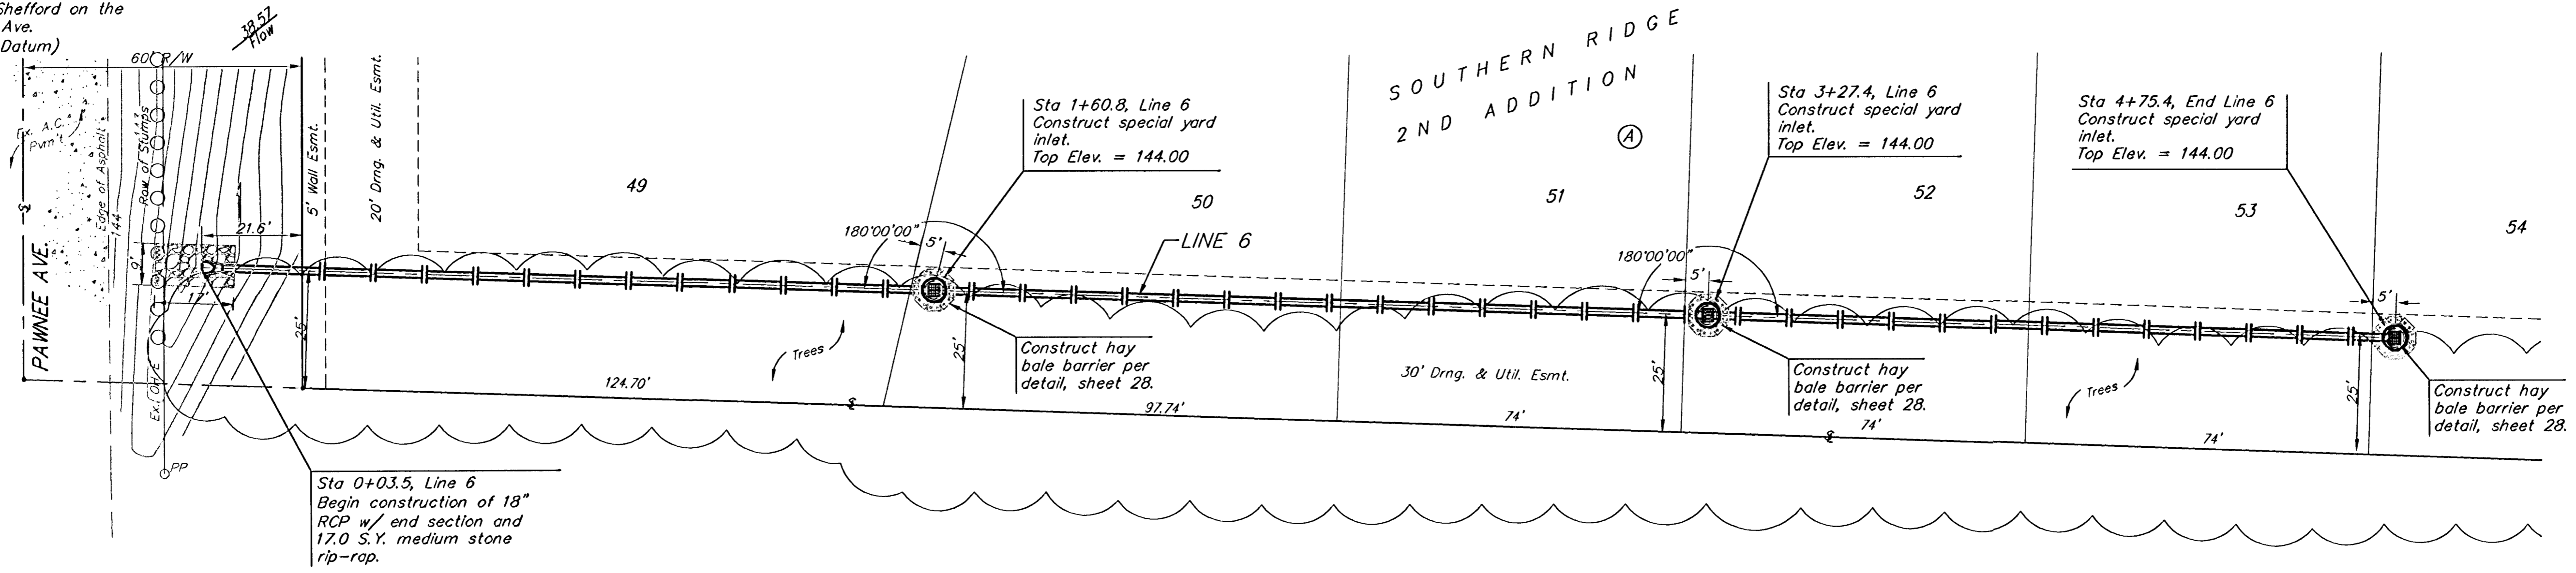 Shefford on the
Ave.
Datum)
38.57
Flow
60' R/W
Ex. A.C.
Pvm't
Edge of Asphalt
144
Row of Stumps
5' Wall Esmt.
20' Drng. & Util. Esmt.
21.6'
9'
17'
25'
PAWNEE AVE.
Ex. OH E
PP
Sta 0+03.5, Line 6
Begin construction of 18"
RCP w/ end section and
17.0 S.Y. medium stone
rip-rap.
49
124.70'
Trees
180°00'00"
5'
25'
Sta 1+60.8, Line 6
Construct special yard
inlet.
Top Elev. = 144.00
Construct hay
bale barrier per
detail, sheet 28.
50
LINE 6
97.74'
SOUTHERN RIDGE
2ND ADDITION
A
51
30' Drng. & Util. Esmt.
74'
180°00'00"
5'
25'
Sta 3+27.4, Line 6
Construct special yard
inlet.
Top Elev. = 144.00
Construct hay
bale barrier per
detail, sheet 28.
52
74'
Sta 4+75.4, End Line 6
Construct special yard
inlet.
Top Elev. = 144.00
53
Trees
74'
5'
25'
54
Construct hay
bale barrier per
detail, sheet 28.